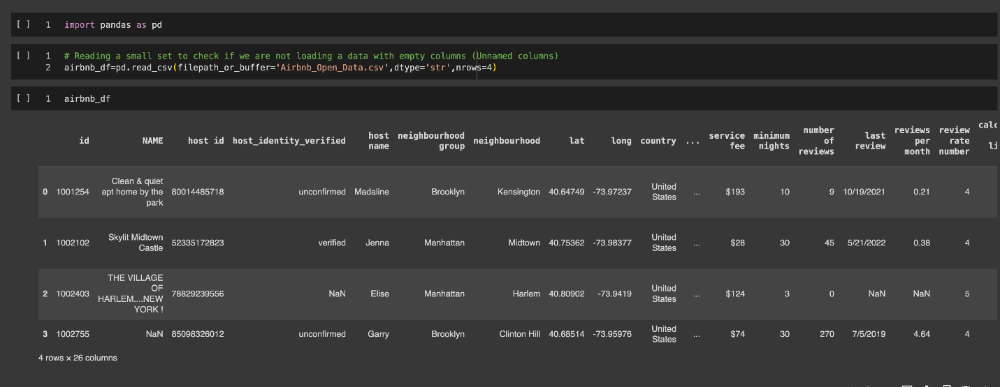 [ ] 1 import pandas as pd
[ ] 1 # Reading a small set to check if we are not loading a data with empty columns (Unnamed columns)
2 airbnb_df=pd.read_csv(filepath_or_buffer='Airbnb_Open_Data.csv',dtype='str',nrows=4)
[ ] 1 airbnb_df
id NAME host id host_identity_verified host name neighbourhood group neighbourhood lat long country ... service fee minimum nights number of reviews last review reviews per month review rate number
0 1001254 Clean & quiet apt home by the park 80014485718 unconfirmed Madaline Brooklyn Kensington 40.64749 -73.97237 United States ... $193 10 9 10/19/2021 0.21 4
1 1002102 Skylit Midtown Castle 52335172823 verified Jenna Manhattan Midtown 40.75362 -73.98377 United States ... $28 30 45 5/21/2022 0.38 4
2 1002403 THE VILLAGE OF HARLEM....NEW YORK ! 78829239556 NaN Elise Manhattan Harlem 40.80902 -73.9419 United States ... $124 3 0 NaN NaN 5
3 1002755 NaN 85098326012 unconfirmed Garry Brooklyn Clinton Hill 40.68514 -73.95976 United States ... $74 30 270 7/5/2019 4.64 4
4 rows × 26 columns